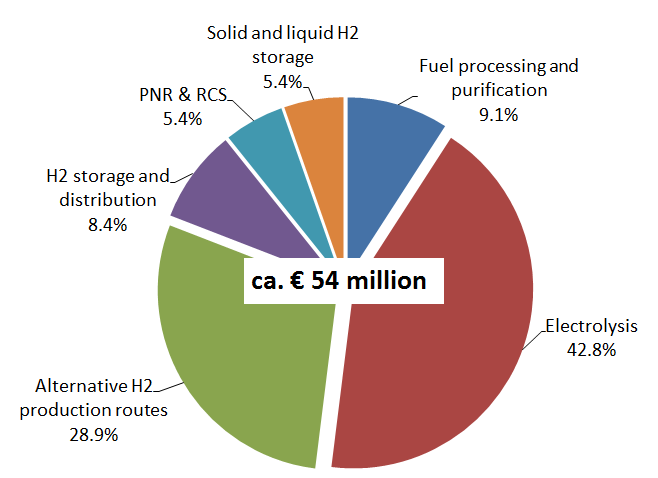 Solid and liquid H2
storage
5.4%
Fuel processing and
purification
9.1%
PNR & RCS
5.4%
H2 storage and
distribution
8.4%
ca. € 54 million
Electrolysis
42.8%
Alternative H2
production routes
28.9%